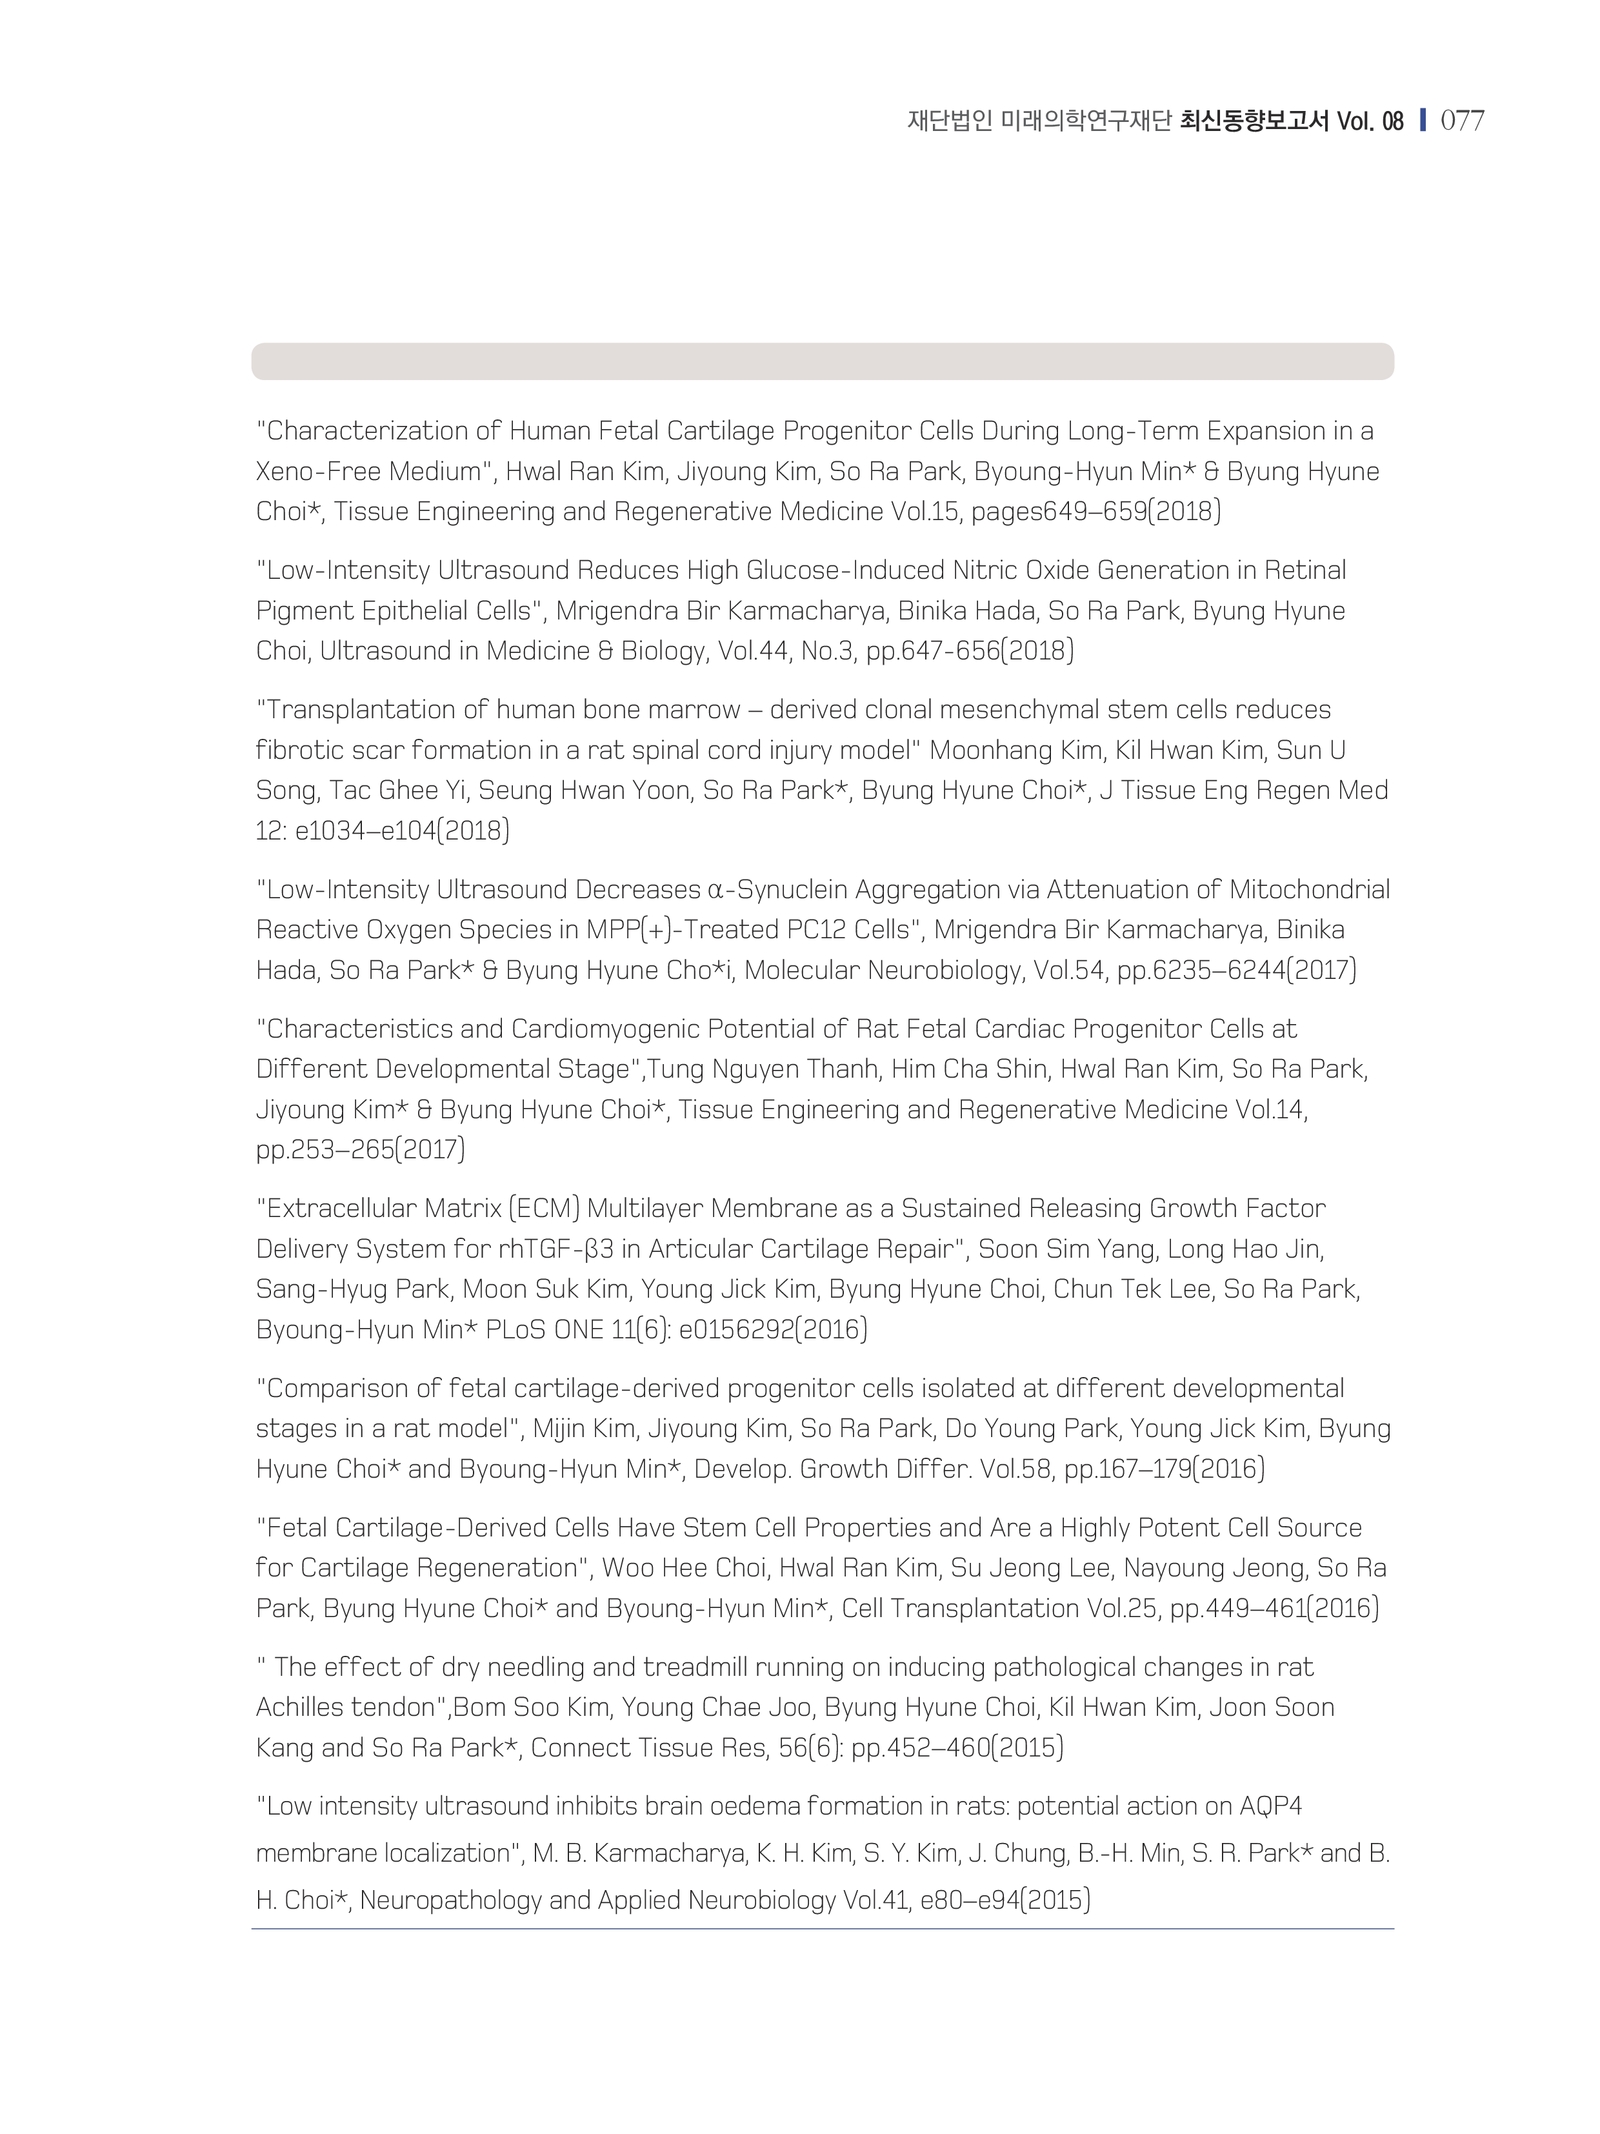 재단법인 미래의학연구재단 최신동향보고서 Vol. 08 077
"Characterization of Human Fetal Cartilage Progenitor Cells During Long-Term Expansion in a
Xeno-Free Medium", Hwal Ran Kim, Jiyoung Kim, So Ra Park, Byoung-Hyun Min* & Byung Hyune
Choi*, Tissue Engineering and Regenerative Medicine Vol.15, pages649–659(2018)
"Low-Intensity Ultrasound Reduces High Glucose-Induced Nitric Oxide Generation in Retinal
Pigment Epithelial Cells", Mrigendra Bir Karmacharya, Binika Hada, So Ra Park, Byung Hyune
Choi, Ultrasound in Medicine & Biology, Vol.44, No.3, pp.647-656(2018)
"Transplantation of human bone marrow – derived clonal mesenchymal stem cells reduces
fibrotic scar formation in a rat spinal cord injury model" Moonhang Kim, Kil Hwan Kim, Sun U
Song, Tac Ghee Yi, Seung Hwan Yoon, So Ra Park*, Byung Hyune Choi*, J Tissue Eng Regen Med
12: e1034–e104(2018)
"Low-Intensity Ultrasound Decreases α-Synuclein Aggregation via Attenuation of Mitochondrial
Reactive Oxygen Species in MPP(+)-Treated PC12 Cells", Mrigendra Bir Karmacharya, Binika
Hada, So Ra Park* & Byung Hyune Cho*i, Molecular Neurobiology, Vol.54, pp.6235–6244(2017)
"Characteristics and Cardiomyogenic Potential of Rat Fetal Cardiac Progenitor Cells at
Different Developmental Stage",Tung Nguyen Thanh, Him Cha Shin, Hwal Ran Kim, So Ra Park,
Jiyoung Kim* & Byung Hyune Choi*, Tissue Engineering and Regenerative Medicine Vol.14,
pp.253–265(2017)
"Extracellular Matrix (ECM) Multilayer Membrane as a Sustained Releasing Growth Factor
Delivery System for rhTGF-β3 in Articular Cartilage Repair", Soon Sim Yang, Long Hao Jin,
Sang-Hyug Park, Moon Suk Kim, Young Jick Kim, Byung Hyune Choi, Chun Tek Lee, So Ra Park,
Byoung-Hyun Min* PLoS ONE 11(6): e0156292(2016)
"Comparison of fetal cartilage-derived progenitor cells isolated at different developmental
stages in a rat model", Mijin Kim, Jiyoung Kim, So Ra Park, Do Young Park, Young Jick Kim, Byung
Hyune Choi* and Byoung-Hyun Min*, Develop. Growth Differ. Vol.58, pp.167–179(2016)
"Fetal Cartilage-Derived Cells Have Stem Cell Properties and Are a Highly Potent Cell Source
for Cartilage Regeneration", Woo Hee Choi, Hwal Ran Kim, Su Jeong Lee, Nayoung Jeong, So Ra
Park, Byung Hyune Choi* and Byoung-Hyun Min*, Cell Transplantation Vol.25, pp.449–461(2016)
" The effect of dry needling and treadmill running on inducing pathological changes in rat
Achilles tendon",Bom Soo Kim, Young Chae Joo, Byung Hyune Choi, Kil Hwan Kim, Joon Soon
Kang and So Ra Park*, Connect Tissue Res, 56(6): pp.452–460(2015)
"Low intensity ultrasound inhibits brain oedema formation in rats: potential action on AQP4
membrane localization", M. B. Karmacharya, K. H. Kim, S. Y. Kim, J. Chung, B.-H. Min, S. R. Park* and B.
H. Choi*, Neuropathology and Applied Neurobiology Vol.41, e80–e94(2015)